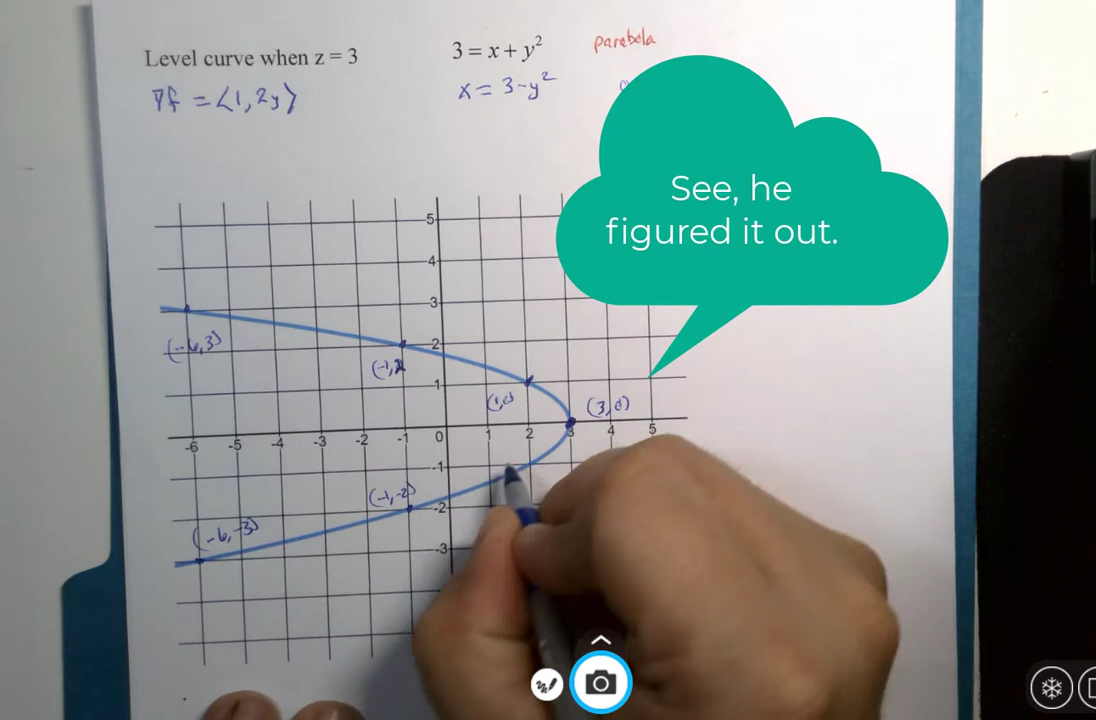 Level curve when z = 3
3 = x + y²
parabola
∇f = ⟨1, 2y⟩
x = 3 - y²
See, he
figured it out.
5
4
3
2
1
(-6,3)
(-1,2)
(3,0)
-6 -5 -4 -3 -2 -1 0 1 2 3 4 5
-1
(-1,-2)
-2
(-6,-3)
-3